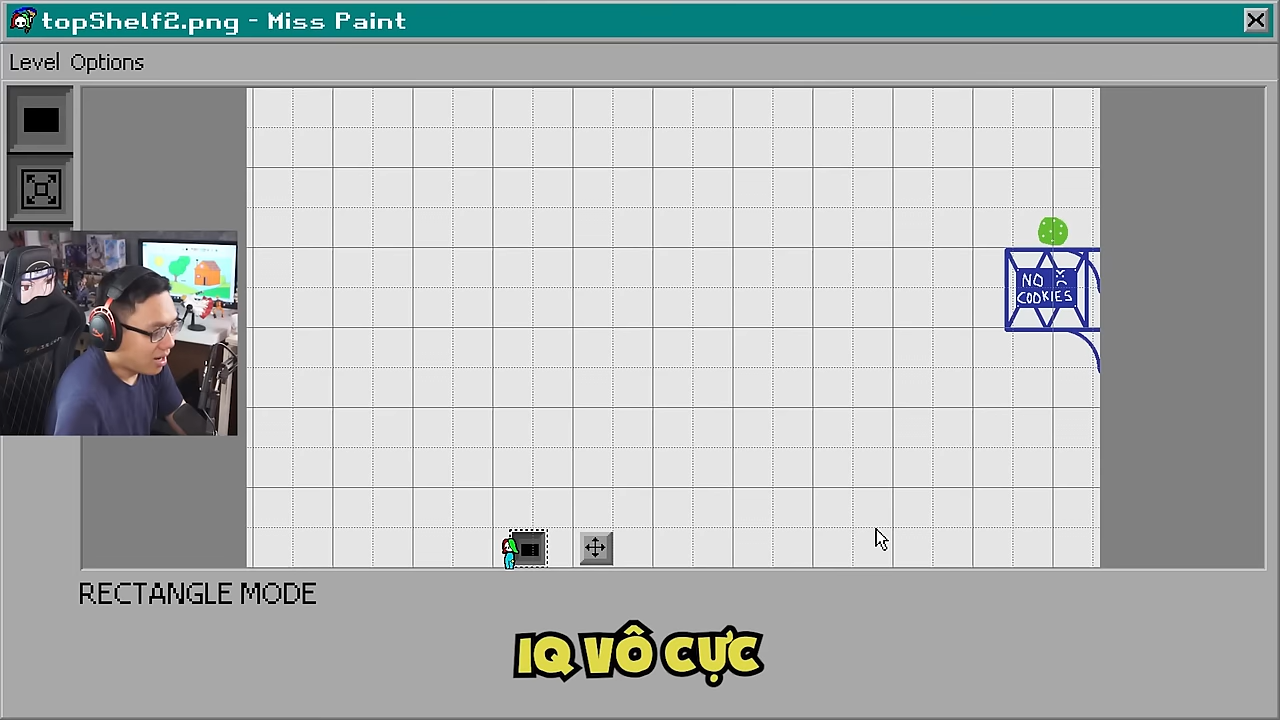 topShelf2.png - Miss Paint
Level Options
NO
COOKIES
RECTANGLE MODE
IQ VÔ CỰC